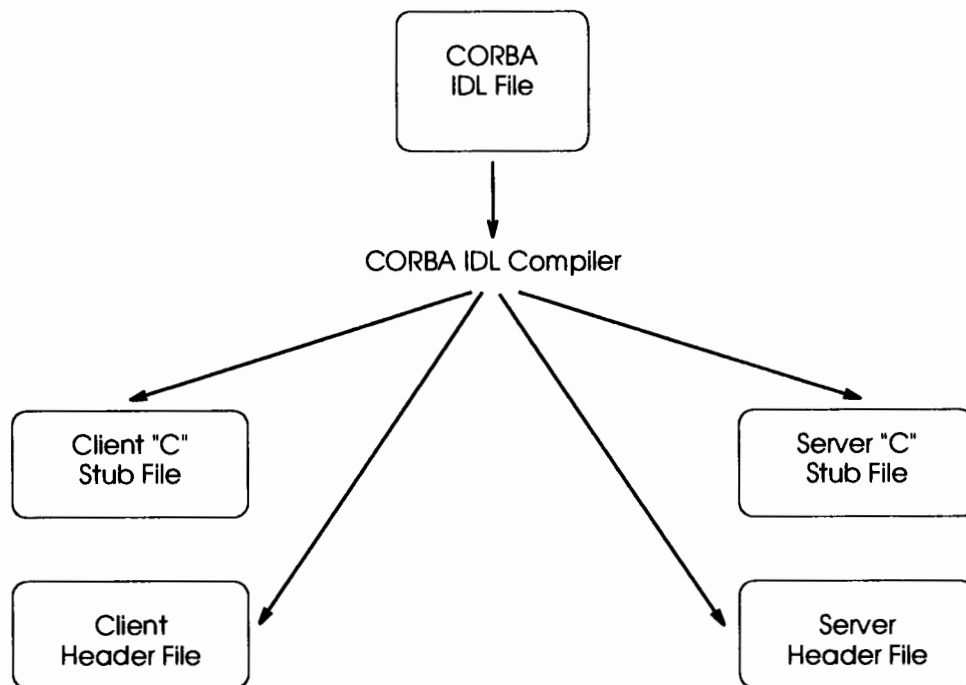 CORBA
IDL File
CORBA IDL Compiler
Client "C"
Stub File
Server "C"
Stub File
Client
Header File
Server
Header File